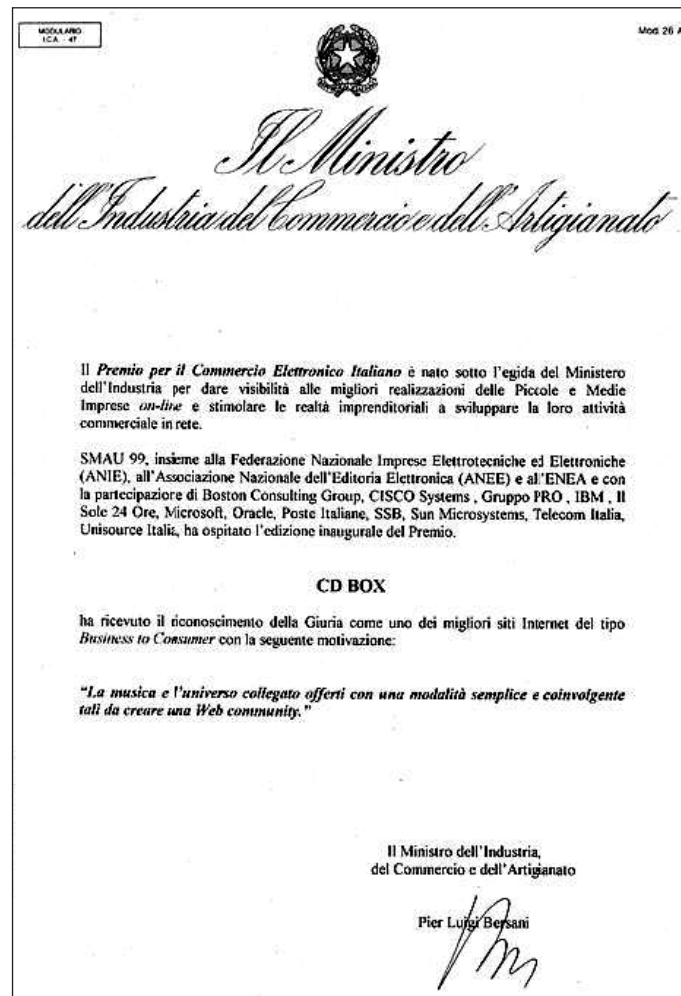 MODULARIO
I.C.A. - 47
Mod. 26 A
Il Ministro
dell'Industria del Commercio e dell'Artigianato
Il Premio per il Commercio Elettronico Italiano è nato sotto l'egida del Ministero
dell'Industria per dare visibilità alle migliori realizzazioni delle Piccole e Medie
Imprese on-line e stimolare le realtà imprenditoriali a sviluppare la loro attività
commerciale in rete.
SMAU 99, insieme alla Federazione Nazionale Imprese Elettrotecniche ed Elettroniche
(ANIE), all'Associazione Nazionale dell'Editoria Elettronica (ANEE) e all'ENEA e con
la partecipazione di Boston Consulting Group, CISCO Systems , Gruppo PRO , IBM , Il
Sole 24 Ore, Microsoft, Oracle, Poste Italiane, SSB, Sun Microsystems, Telecom Italia,
Unisource Italia, ha ospitato l'edizione inaugurale del Premio.
CD BOX
ha ricevuto il riconoscimento della Giuria come uno dei migliori siti Internet del tipo
Business to Consumer con la seguente motivazione:
"La musica e l'universo collegato offerti con una modalità semplice e coinvolgente
tali da creare una Web community."
Il Ministro dell'Industria,
del Commercio e dell'Artigianato
Pier Luigi Bersani